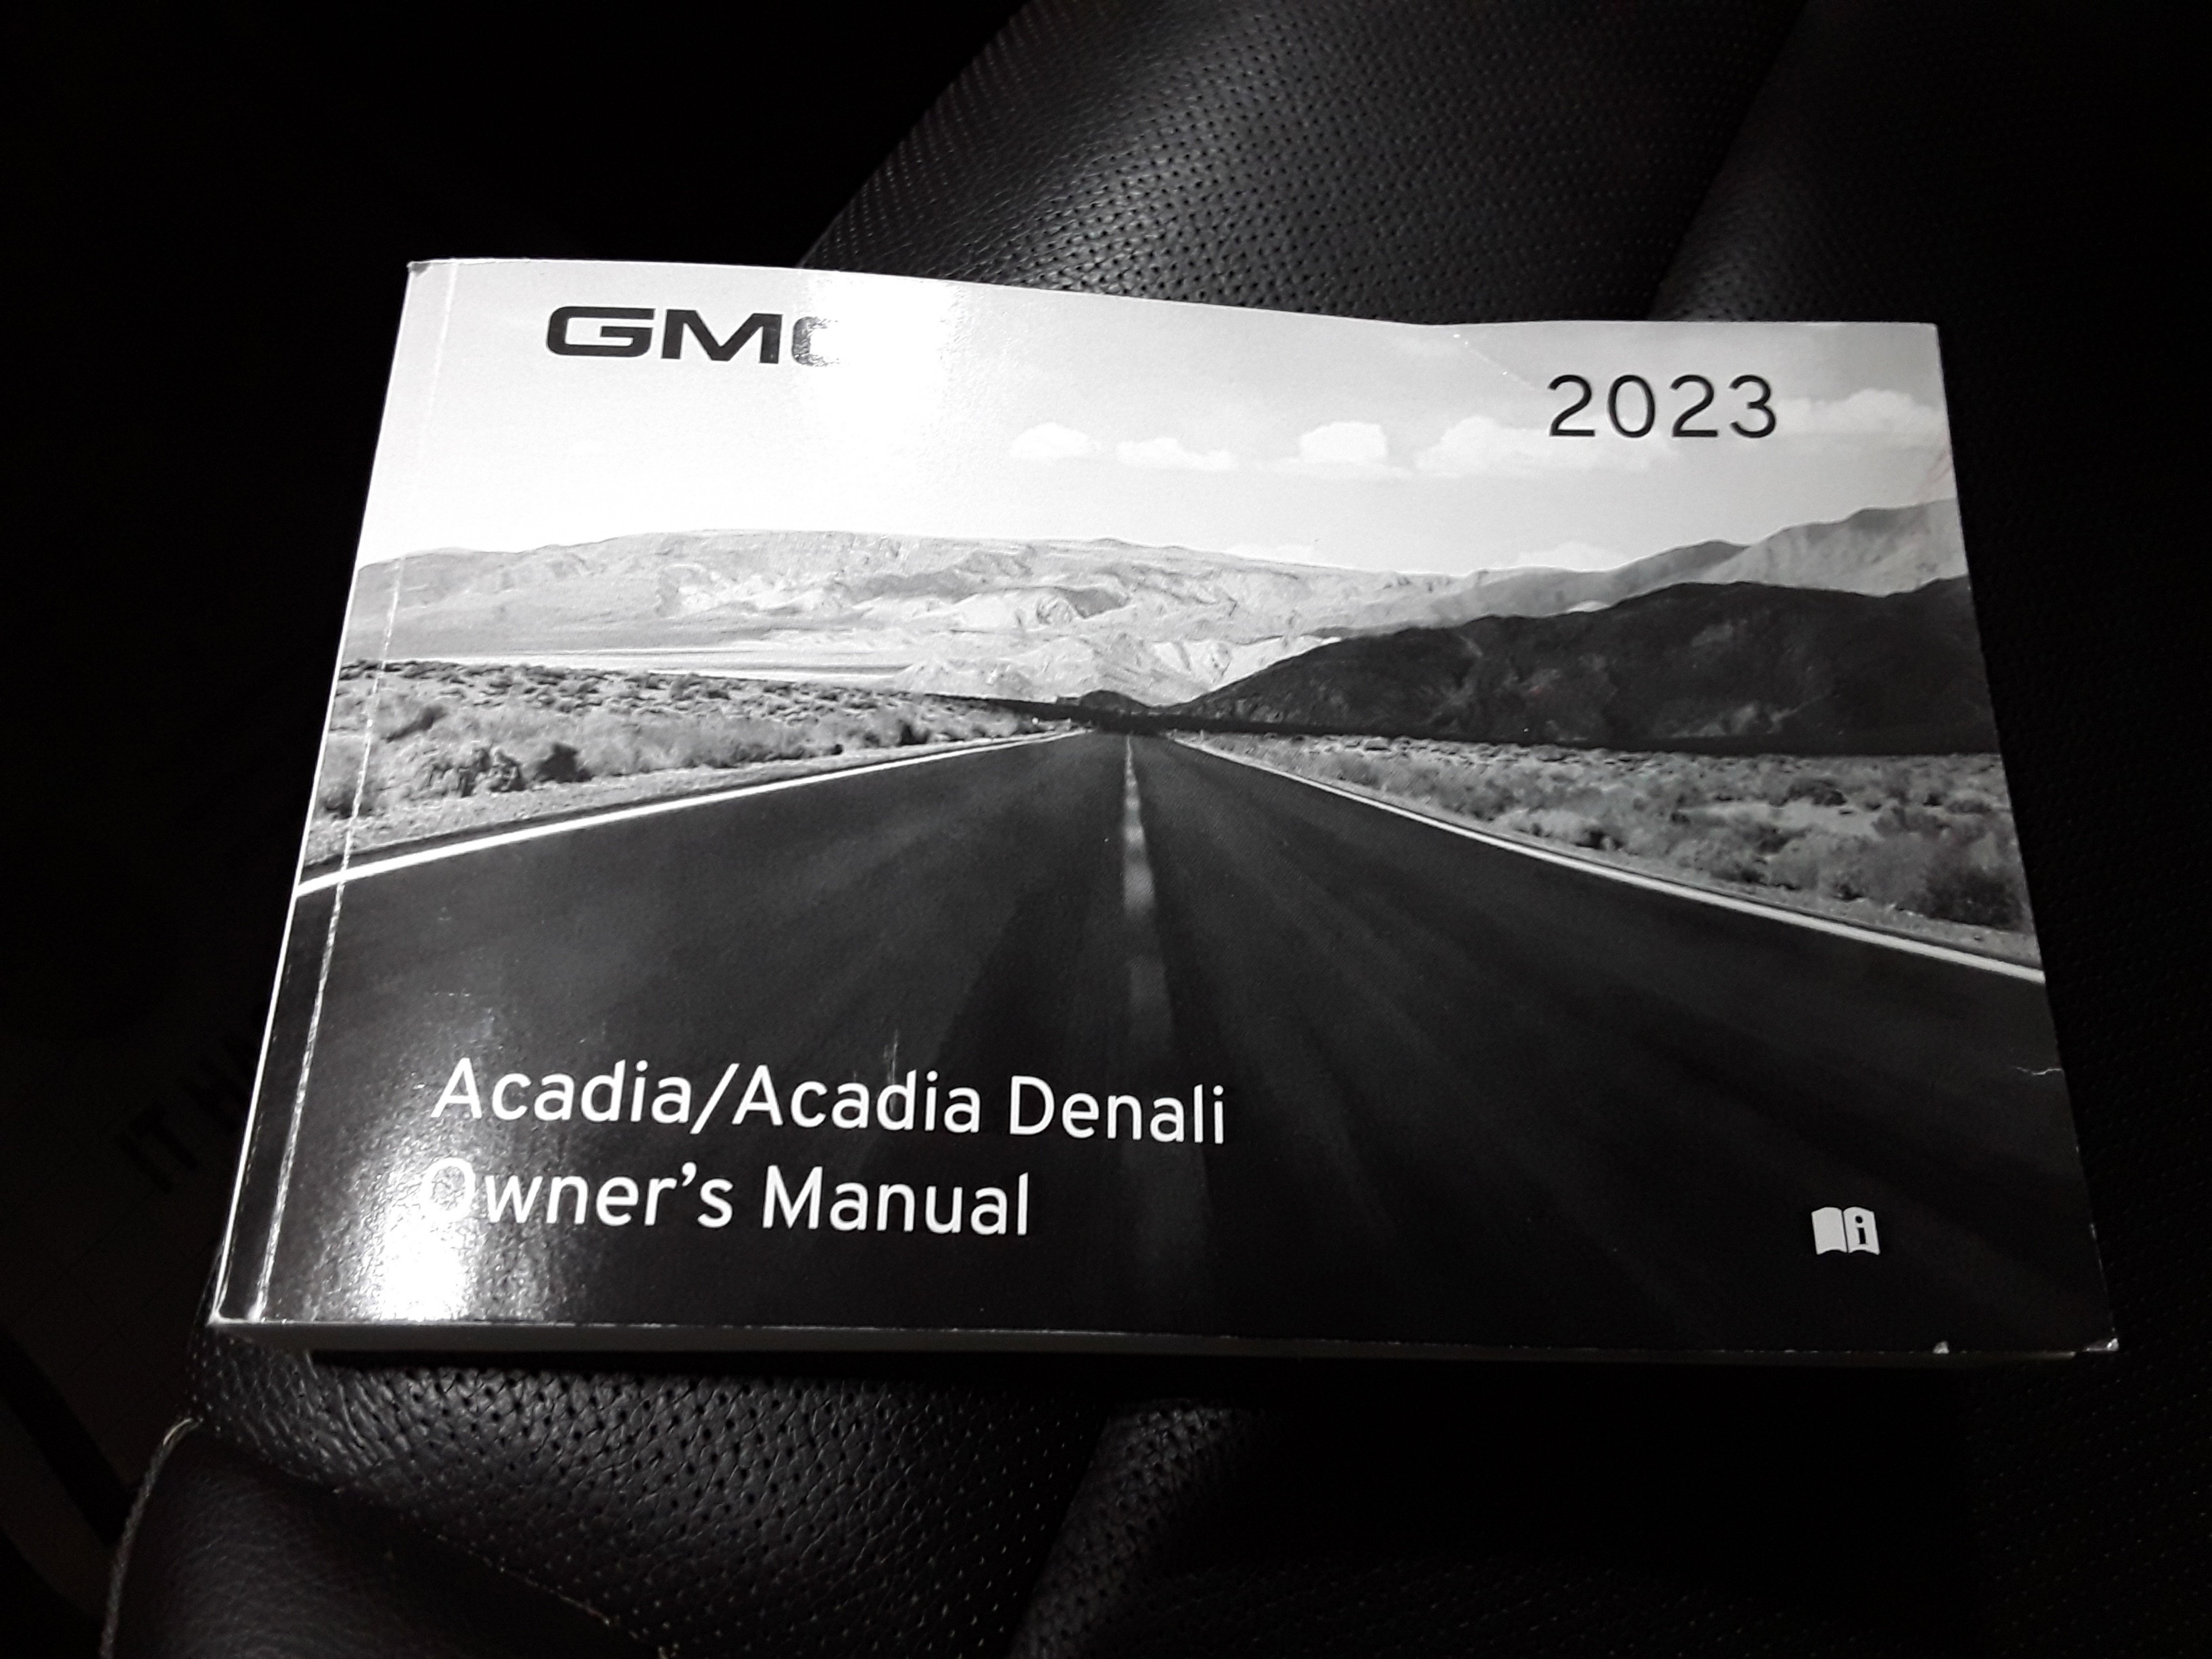 GMC
2023
Acadia/Acadia Denali
Owner's Manual
i